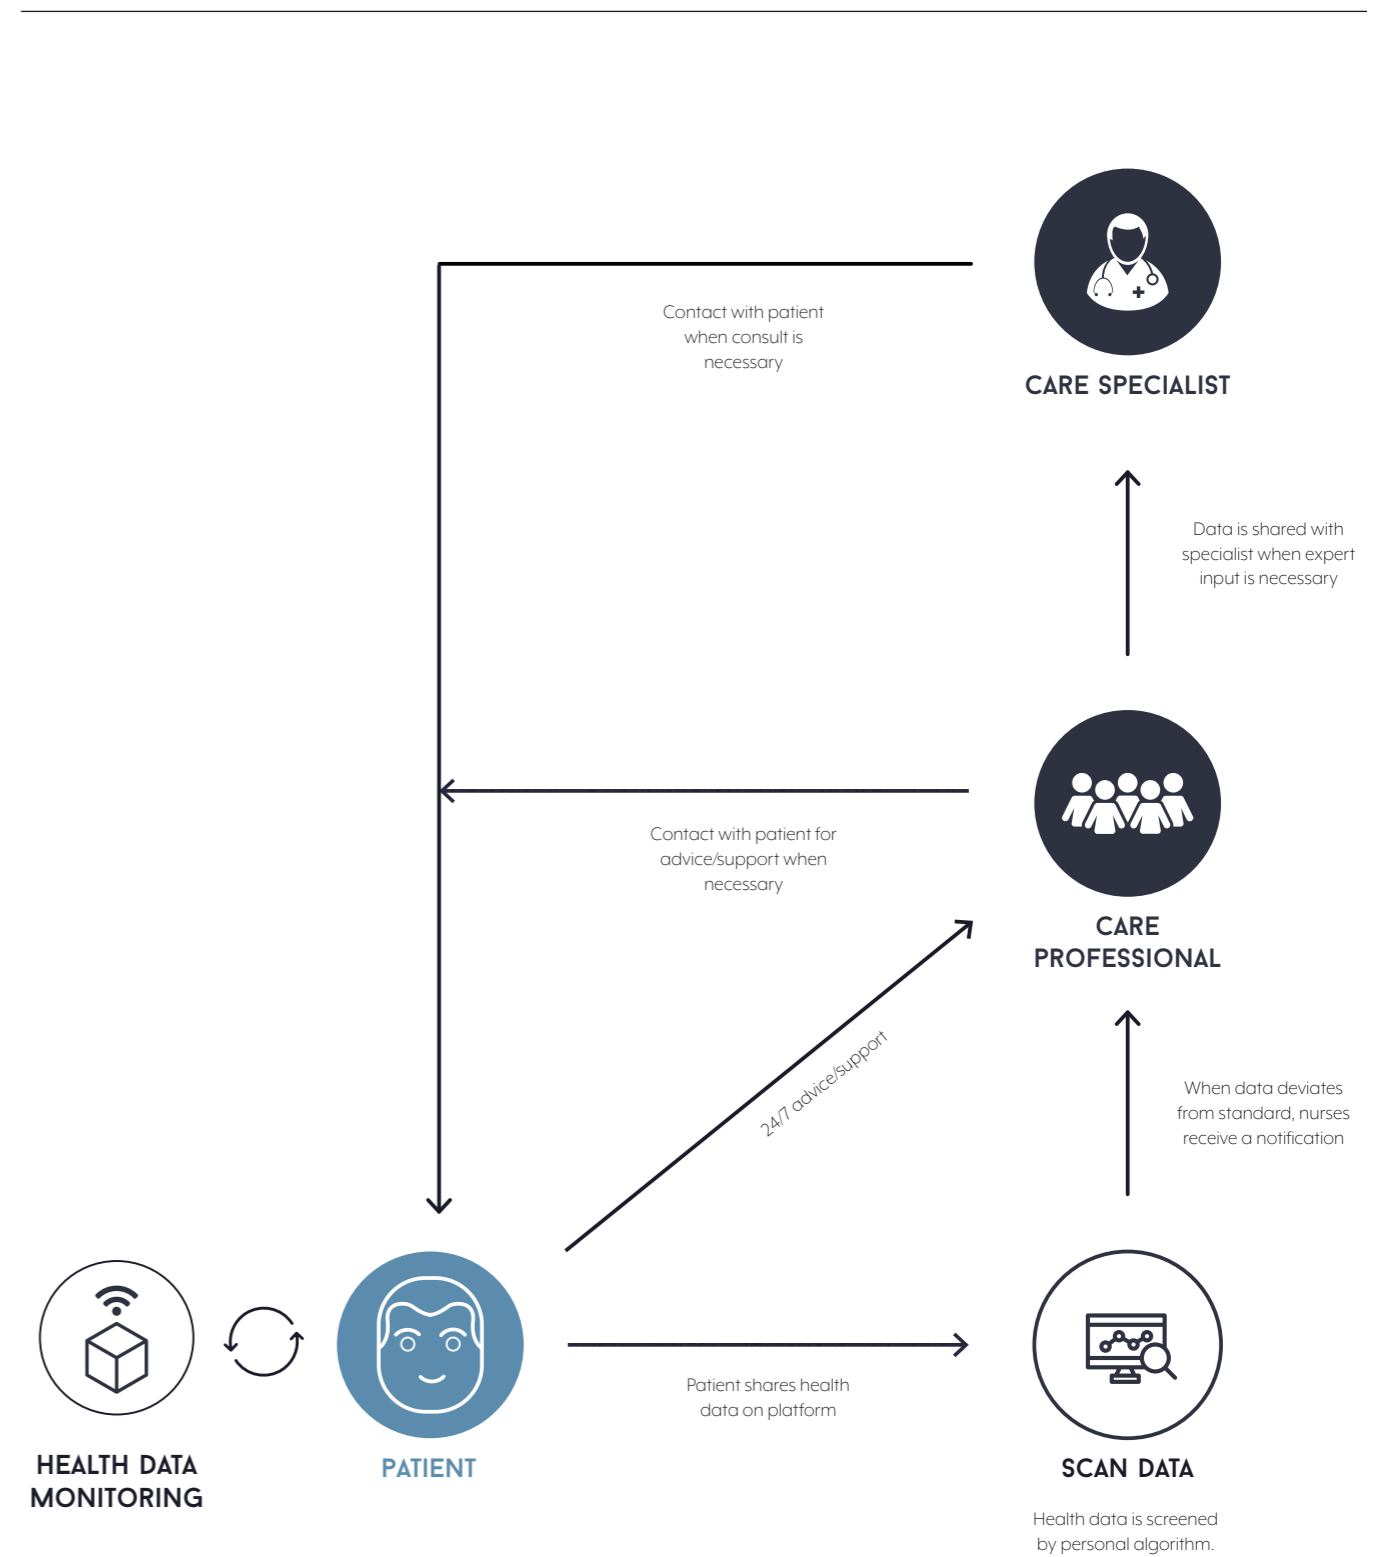 Contact with patient
when consult is
necessary
CARE SPECIALIST
Data is shared with
specialist when expert
input is necessary
Contact with patient for
advice/support when
necessary
CARE
PROFESSIONAL
24/7 advice/support
When data deviates
from standard, nurses
receive a notification
Patient shares health
data on platform
HEALTH DATA
MONITORING
PATIENT
SCAN DATA
Health data is screened
by personal algorithm.